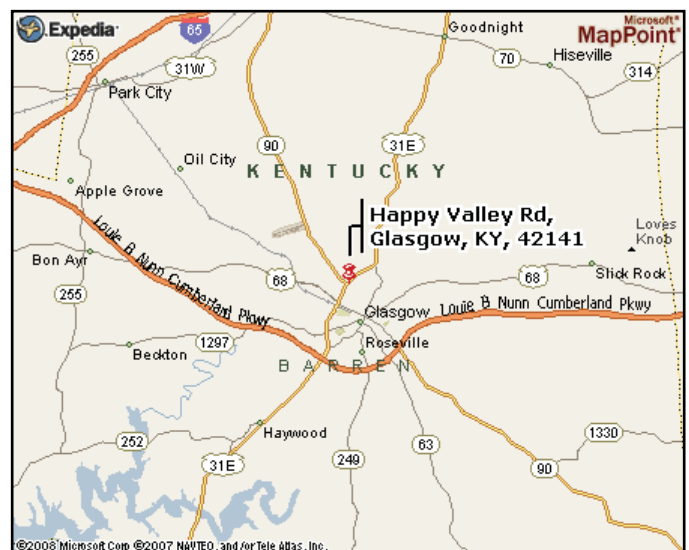 Expedia
65
Microsoft®
MapPoint®
Goodnight
255
31W
70
Hiseville
314
Park City
90
31E
Oil City
KENTUCKY
Apple Grove
Happy Valley Rd,
Glasgow, KY, 42141
Loves
Knob
Louie B Nunn Cumberland Pkwy
Bon Ayr
68
68
Slick Rock
255
Glasgow
Louie B Nunn Cumberland Pkwy
1297
Roseville
Beckton
BARREN
Haywood
252
63
1330
31E
249
90
©2008 Microsoft Corp ©2007 NAVTEQ, and/or Tele Atlas, Inc.